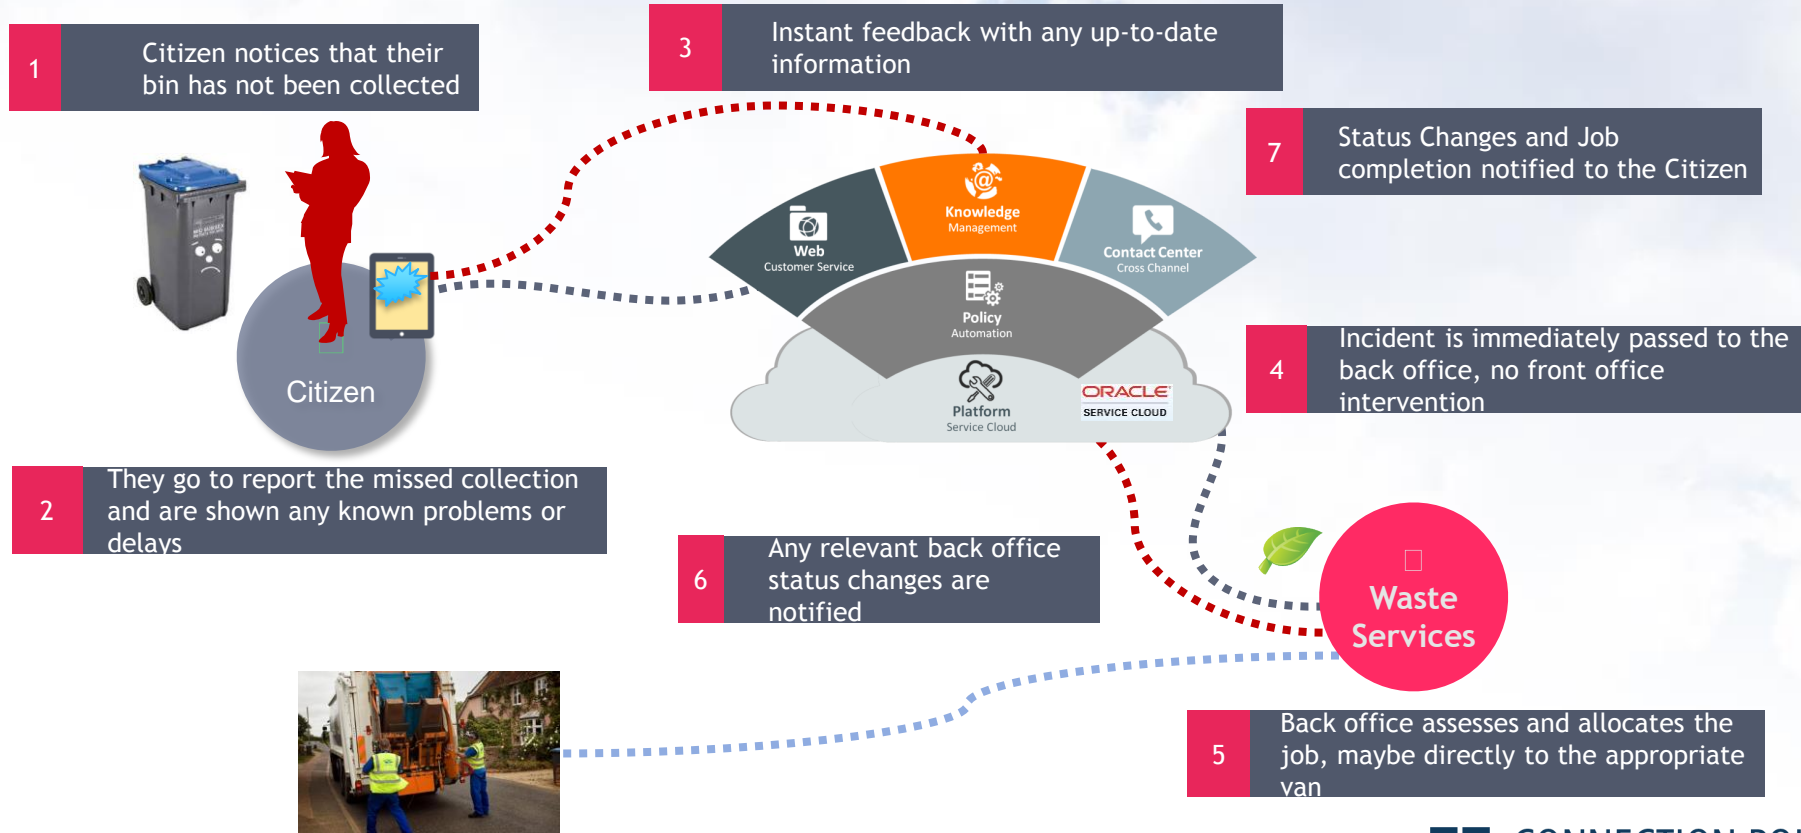 1
Citizen notices that their
bin has not been collected
3
Instant feedback with any up-to-date
information
7
Status Changes and Job
completion notified to the Citizen
Web
Customer Service
Knowledge
Management
Contact Center
Cross Channel
Policy
Automation
Platform
Service Cloud
ORACLE
SERVICE CLOUD
Citizen
4
Incident is immediately passed to the
back office, no front office
intervention
2
They go to report the missed collection
and are shown any known problems or
delays
6
Any relevant back office
status changes are
notified
Waste
Services
5
Back office assesses and allocates the
job, maybe directly to the appropriate
van